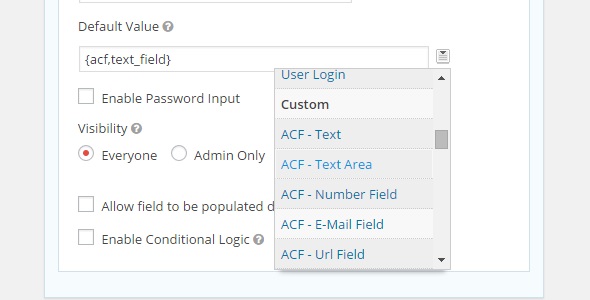 Default Value
{acf,text_field}
User Login
Custom
Enable Password Input
ACF - Text
Visibility
Everyone Admin Only
ACF - Text Area
ACF - Number Field
Allow field to be populated d
ACF - E-Mail Field
Enable Conditional Logic
ACF - Url Field